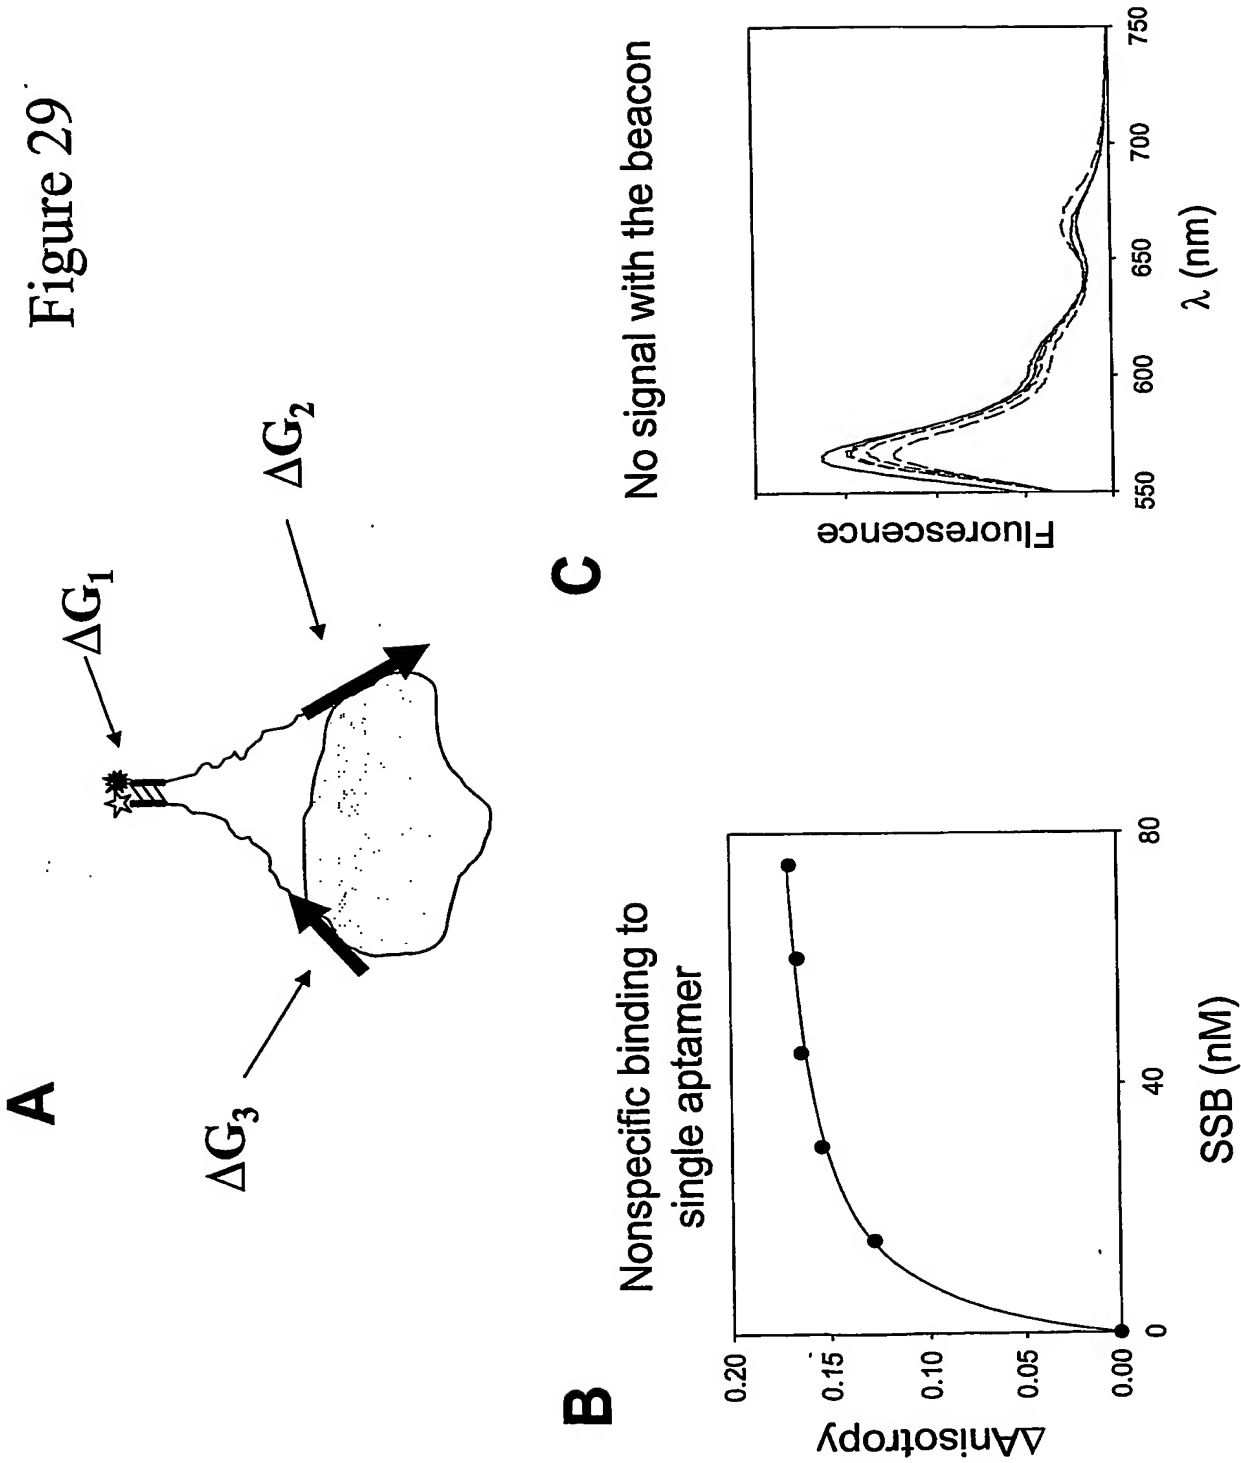 Figure 29
A
ΔG1
ΔG2
ΔG3
B
Nonspecific binding to
single aptamer
ΔAnisotropy
0.20
0.15
0.10
0.05
0.00
0
40
80
SSB (nM)
C
No signal with the beacon
Fluorescence
550
600
650
700
750
λ (nm)